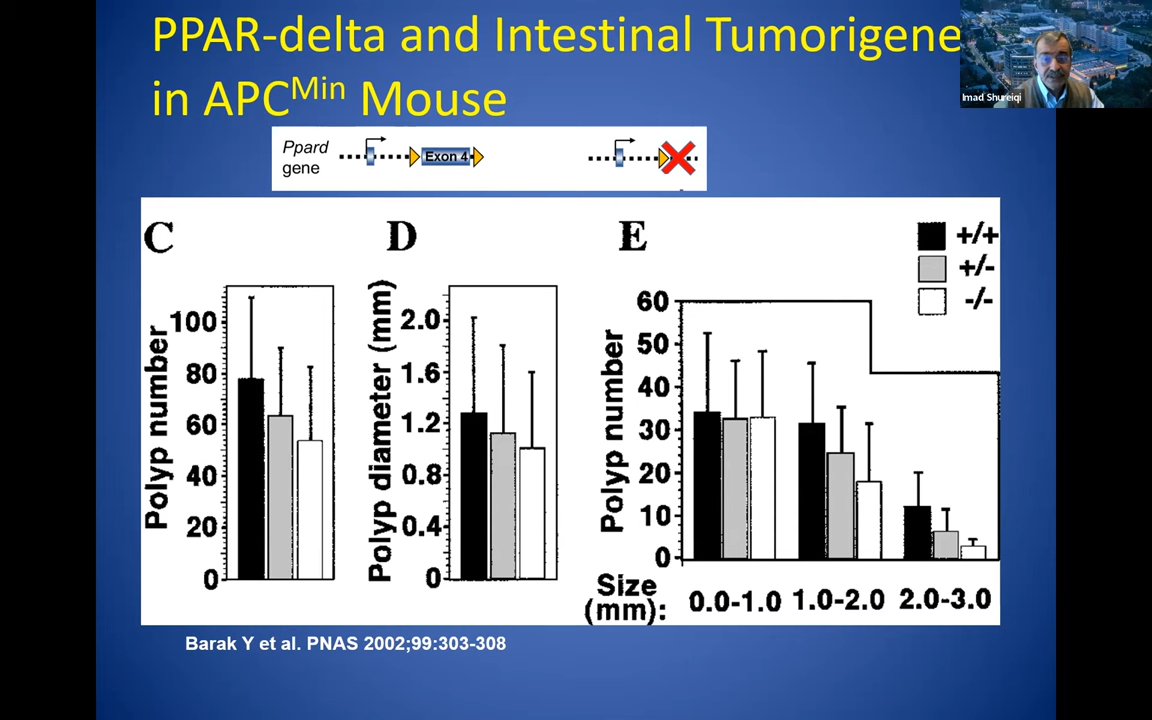 PPAR-delta and Intestinal Tumorigene
in APCMin Mouse
Imad Shureiqi
Ppard
gene
Exon 4
C
D
E
+/+
+/-
-/-
Polyp number
100
80
60
40
20
0
Polyp diameter (mm)
2.0
1.6
1.2
0.8
0.4
0
Polyp number
60
50
40
30
20
10
0
Size
(mm):
0.0-1.0 1.0-2.0 2.0-3.0
Barak Y et al. PNAS 2002;99:303-308